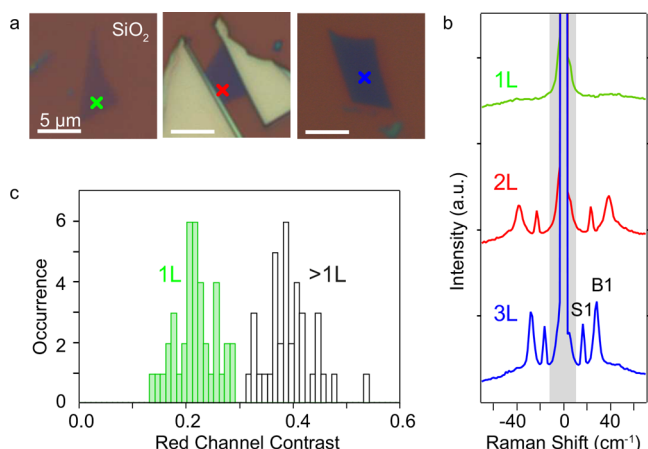 a
SiO₂
5 μm
b
1L
2L
3L
S1
B1
Intensity (a.u.)
-40
0
40
Raman Shift (cm⁻¹)
c
6
4
2
0
Occurrence
1L
>1L
0.0
0.2
0.4
0.6
Red Channel Contrast